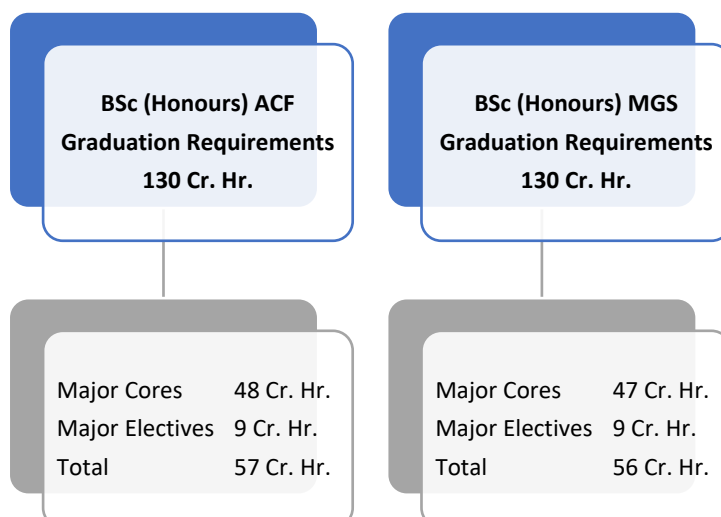 BSc (Honours) ACF
Graduation Requirements
130 Cr. Hr.
BSc (Honours) MGS
Graduation Requirements
130 Cr. Hr.
Major Cores 48 Cr. Hr.
Major Electives 9 Cr. Hr.
Total 57 Cr. Hr.
Major Cores 47 Cr. Hr.
Major Electives 9 Cr. Hr.
Total 56 Cr. Hr.